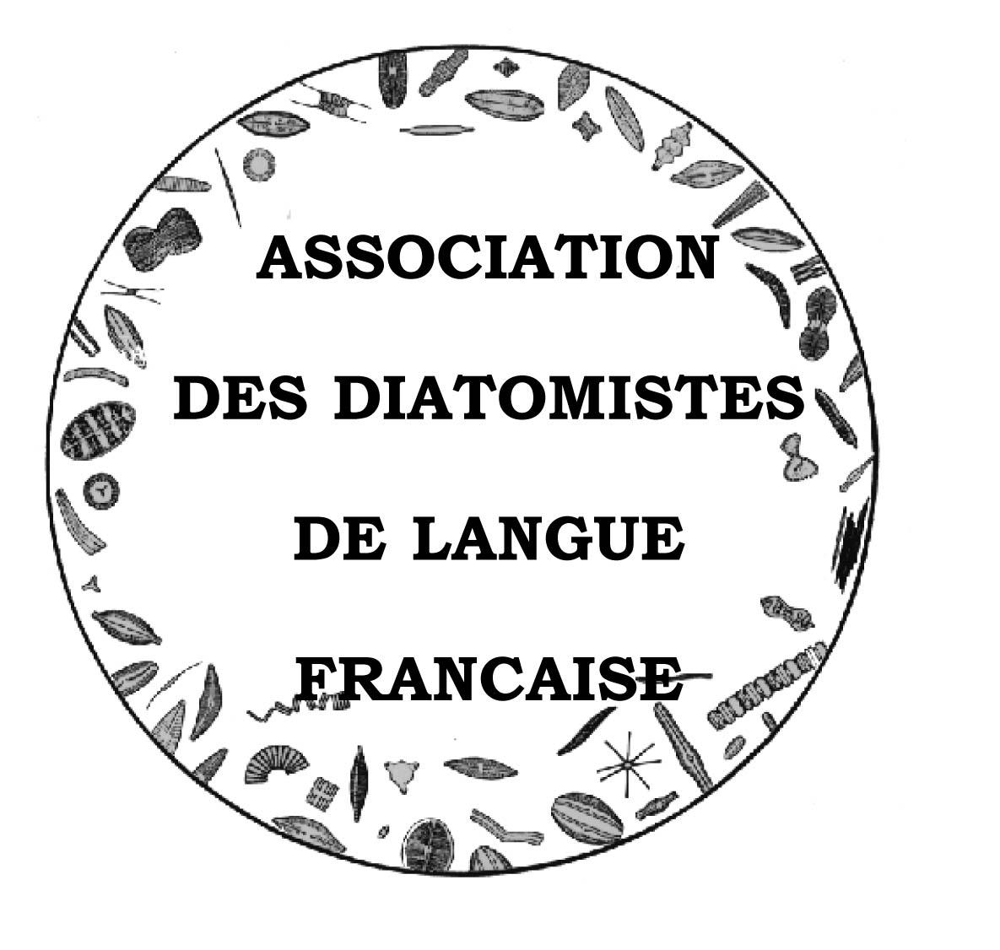 ASSOCIATION
DES DIATOMISTES
DE LANGUE
FRANCAISE